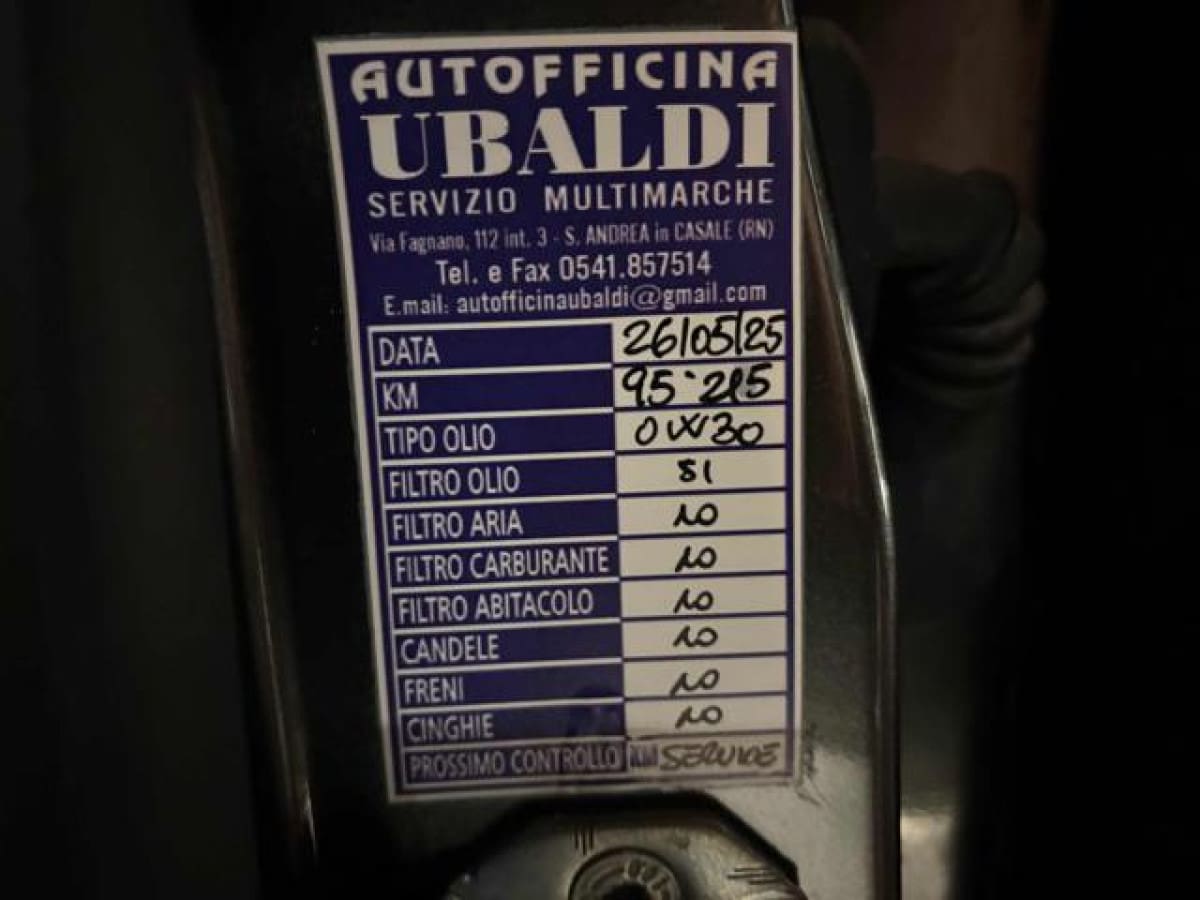 AUTOFFICINA
UBALDI
SERVIZIO MULTIMARCHE
Via Fagnano, 112 int. 3 - S. ANDREA in CASALE (RN)
Tel. e Fax 0541.857514
E.mail: autofficinaubaldi@gmail.com
DATA 26/05/25
KM 95.215
TIPO OLIO 0W30
FILTRO OLIO SI
FILTRO ARIA NO
FILTRO CARBURANTE NO
FILTRO ABITACOLO NO
CANDELE NO
FRENI NO
CINGHIE NO
PROSSIMO CONTROLLO KM SERVICE